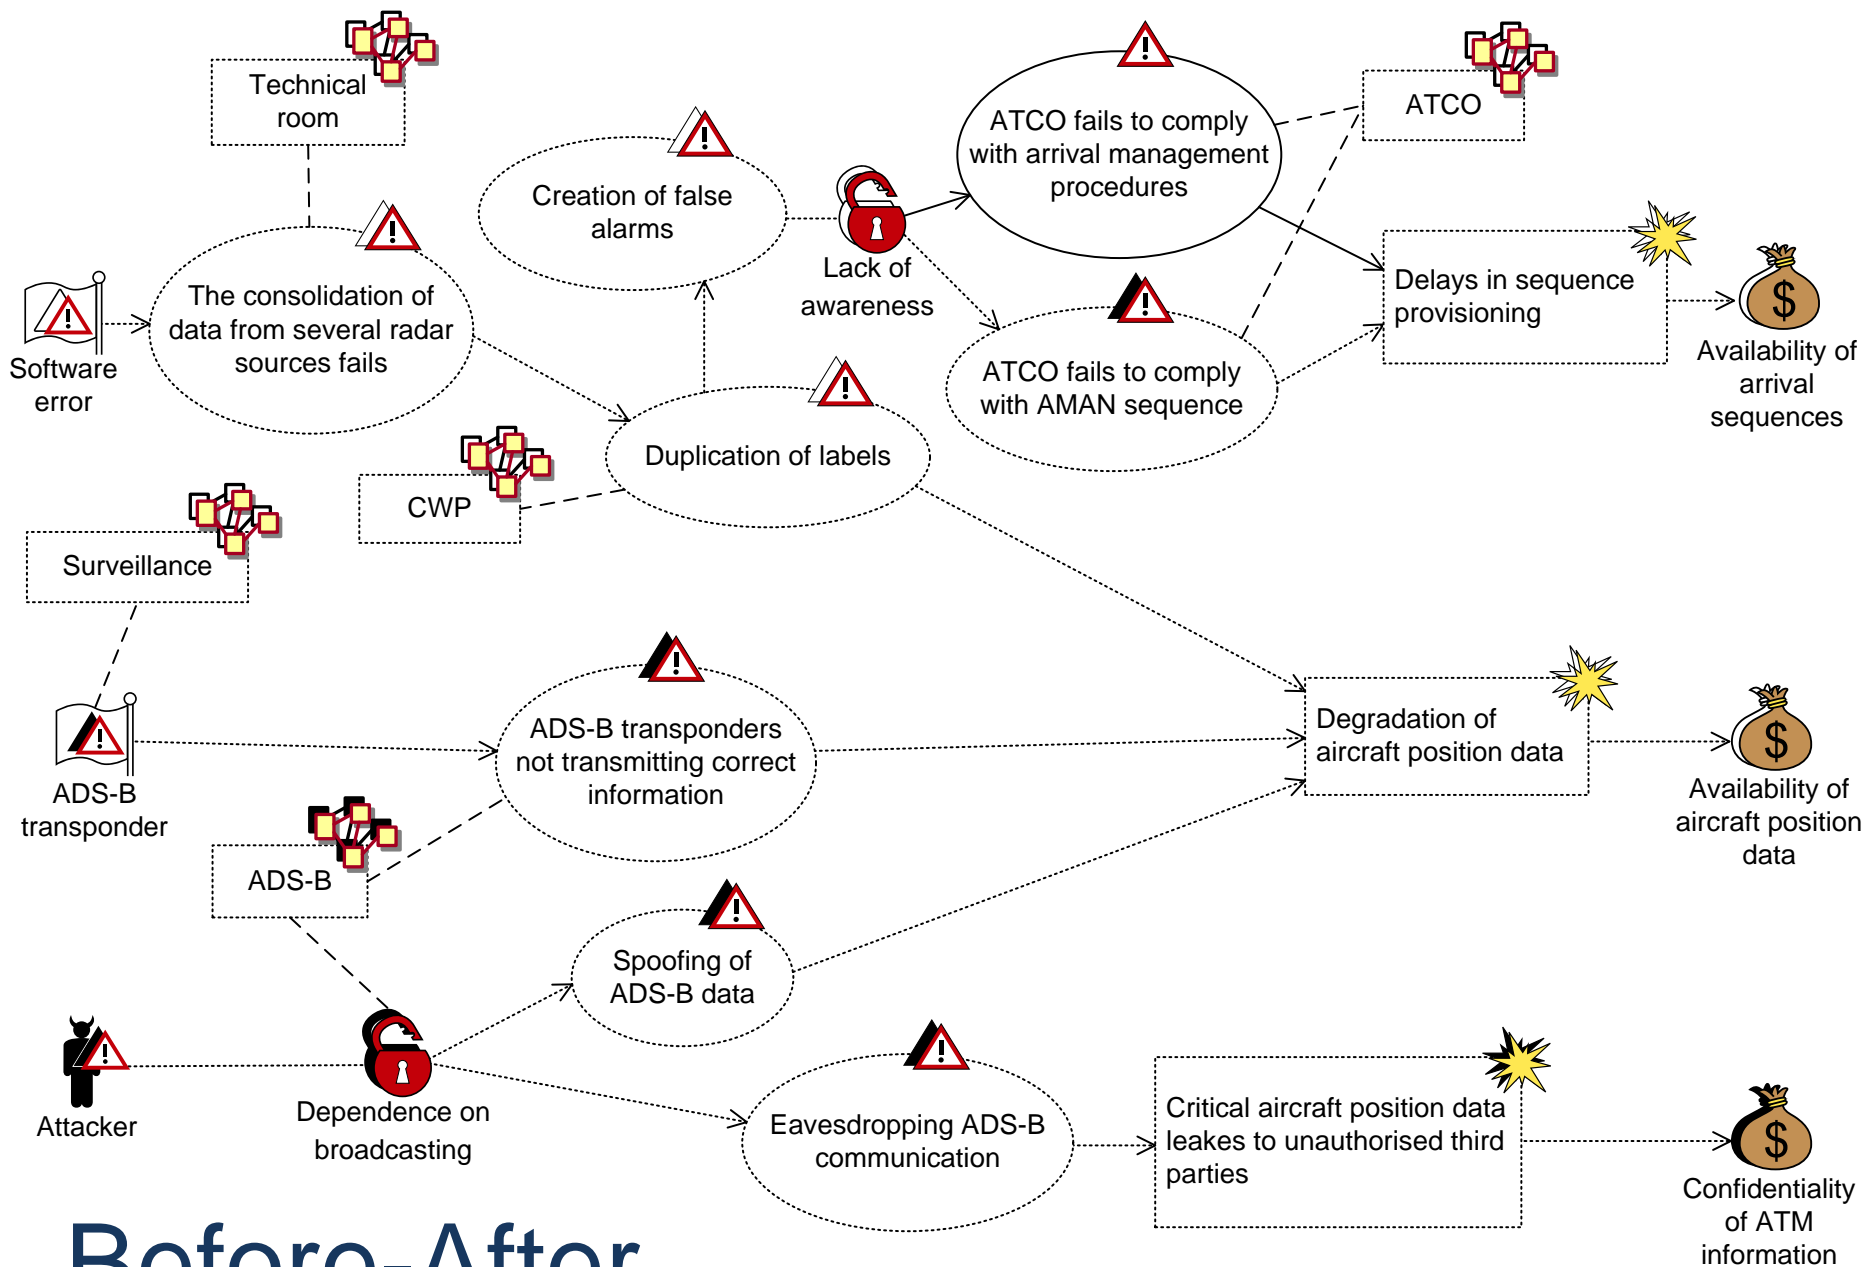 Technical
room
ATCO fails to comply
with arrival management
procedures
ATCO
Creation of false
alarms
Lack of
awareness
The consolidation of
data from several radar
sources fails
Software
error
Delays in sequence
provisioning
Availability of
arrival
sequences
ATCO fails to comply
with AMAN sequence
Duplication of labels
CWP
Surveillance
ADS-B
transponder
ADS-B transponders
not transmitting correct
information
Degradation of
aircraft position data
Availability of
aircraft position
data
ADS-B
Spoofing of
ADS-B data
Attacker
Dependence on
broadcasting
Eavesdropping ADS-B
communication
Critical aircraft position data
leakes to unauthorised third
parties
Confidentiality
of ATM
information
Before-After